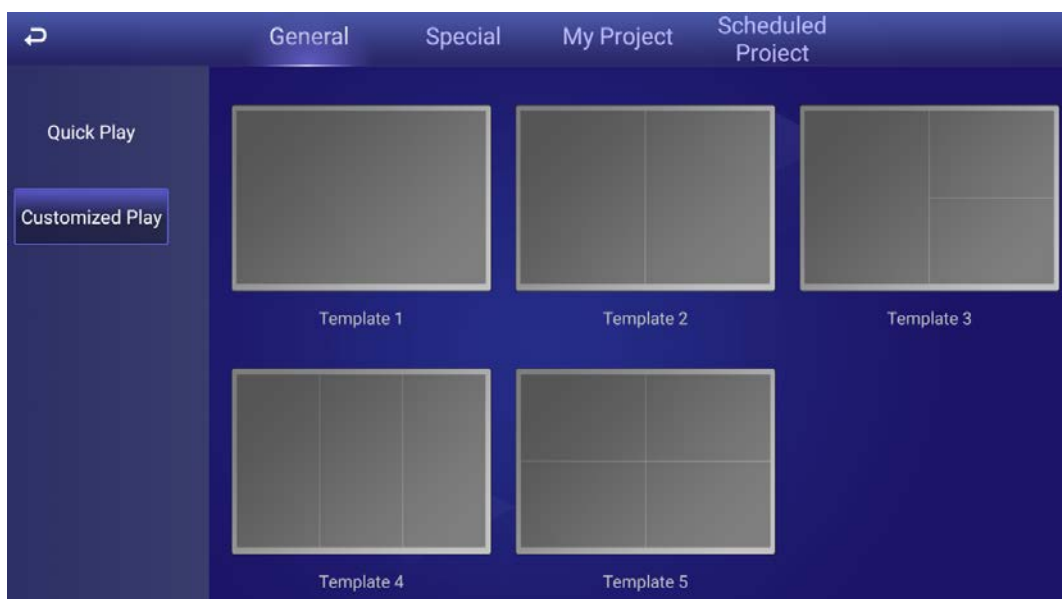 General
Special
My Project
Scheduled
Project
Quick Play
Customized Play
Template 1
Template 2
Template 3
Template 4
Template 5